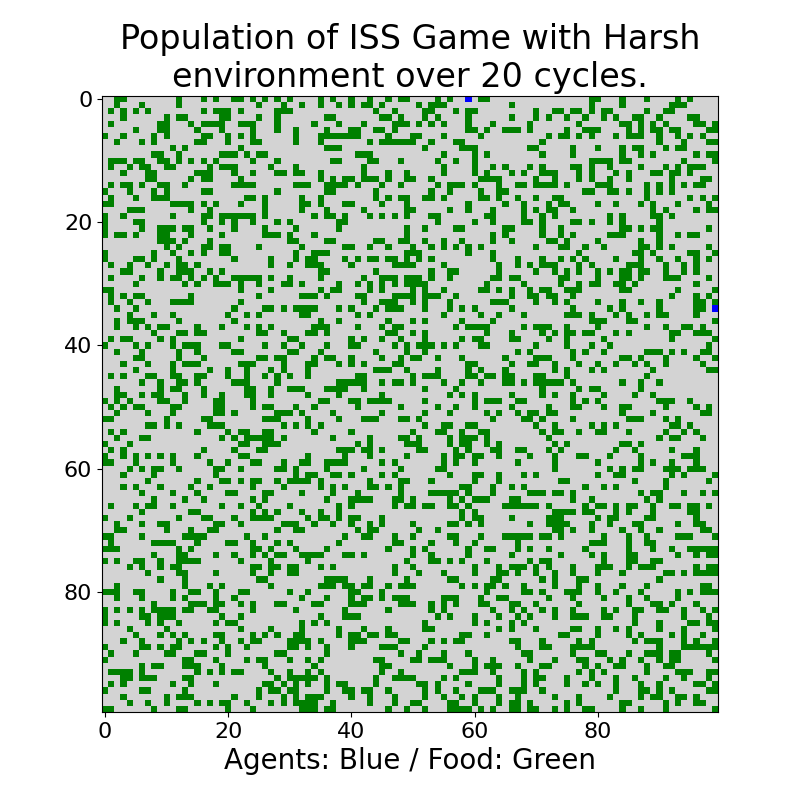 Population of ISS Game with Harsh
environment over 20 cycles.
0
20
40
60
80
0 20 40 60 80
Agents: Blue / Food: Green